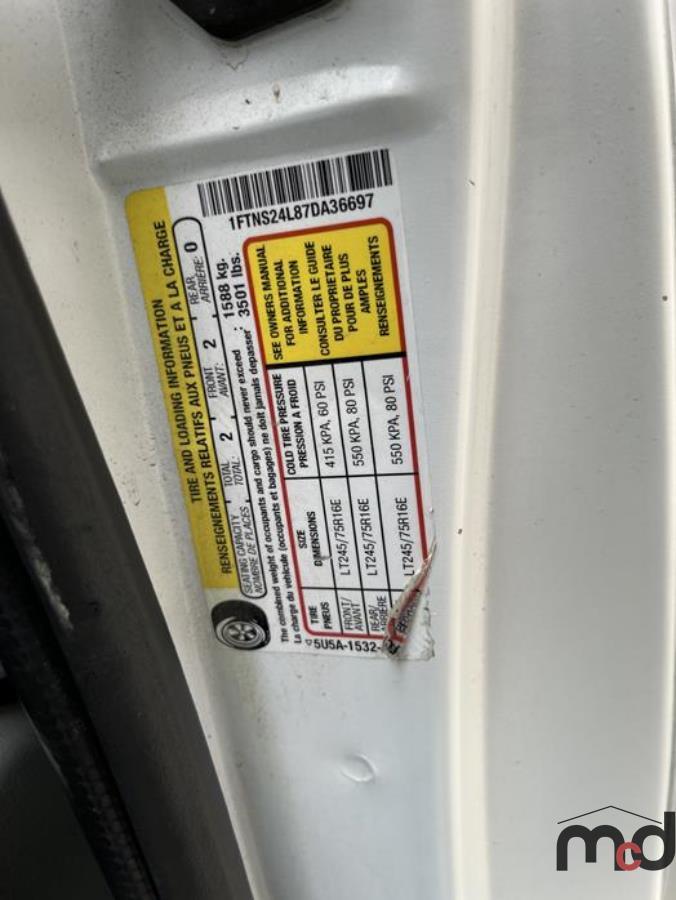 1FTNS24L87DA36697
TIRE AND LOADING INFORMATION
RENSEIGNEMENTS RELATIFS AUX PNEUS ET A LA CHARGE
SEATING CAPACITY TOTAL 2 FRONT 2 REAR 0
NOMBRE DE PLACES, TOTAL: AVANT: ARRIÈRE:
The combined weight of occupants and cargo should never exceed : 1588 kg.
La charge du véhicule (occupants et bagages) ne doit jamais depasser 3501 lbs.
TIRE SIZE COLD TIRE PRESSURE
PNEUS DIMENSIONS PRESSION A FROID
FRONT/ LT245/75R16E 415 KPA, 60 PSI
AVANT
REAR/ LT245/75R16E 550 KPA, 80 PSI
ARRIÈRE
LT245/75R16E 550 KPA, 80 PSI
SEE OWNERS MANUAL
FOR ADDITIONAL
INFORMATION
CONSULTER LE GUIDE
DU PROPRIETAIRE
POUR DE PLUS
AMPLES
RENSEIGNEMENTS
5U5A-1532-
mcd